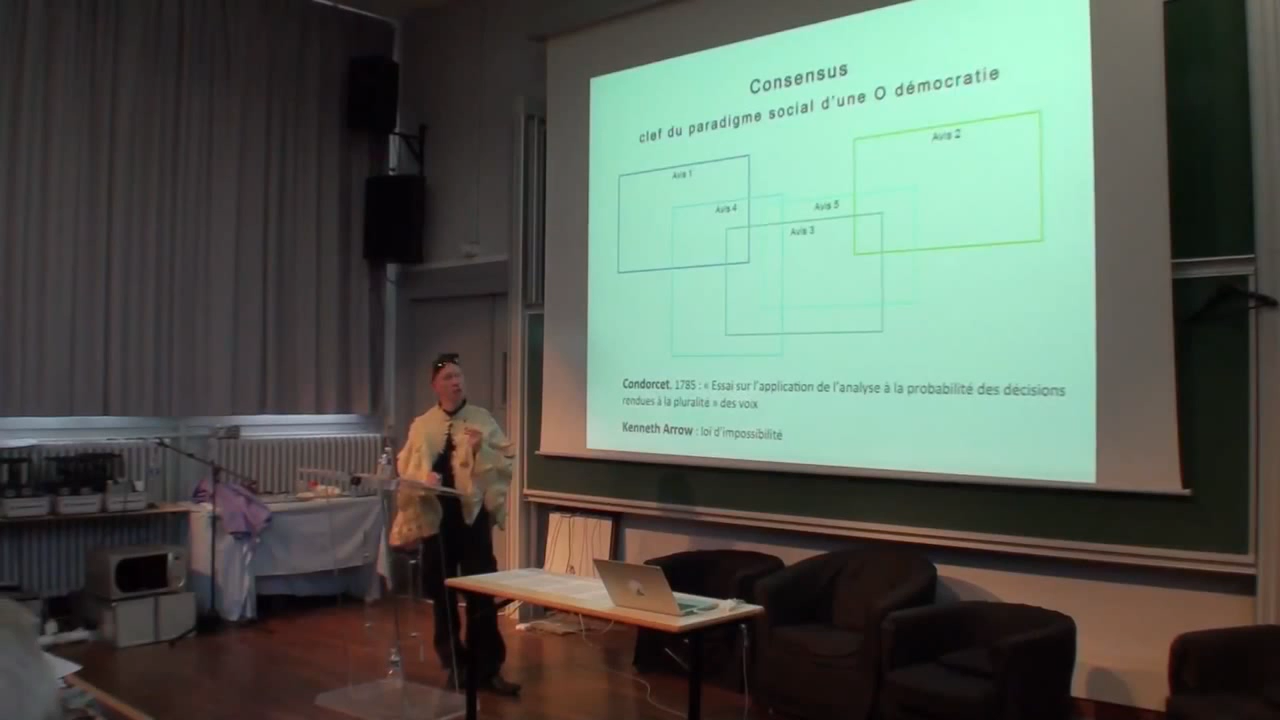 Consensus
clef du paradigme social d'une O démocratie
Avis 1
Avis 2
Avis 4
Avis 5
Avis 3
Condorcet. 1785 : « Essai sur l'application de l'analyse à la probabilité des décisions
rendues à la pluralité » des voix
Kenneth Arrow : loi d'impossibilité